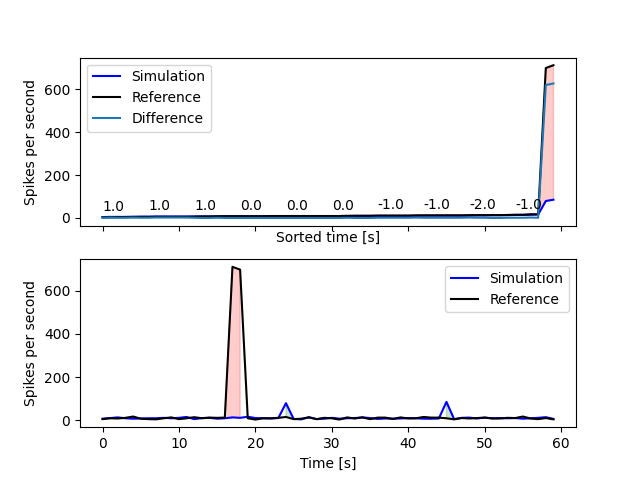 Spikes per second
600
400
200
0
Simulation
Reference
Difference
1.0 1.0 1.0 0.0 0.0 0.0 -1.0 -1.0 -2.0 -1.0
Sorted time [s]
Spikes per second
600
400
200
0
Simulation
Reference
0 10 20 30 40 50 60
Time [s]